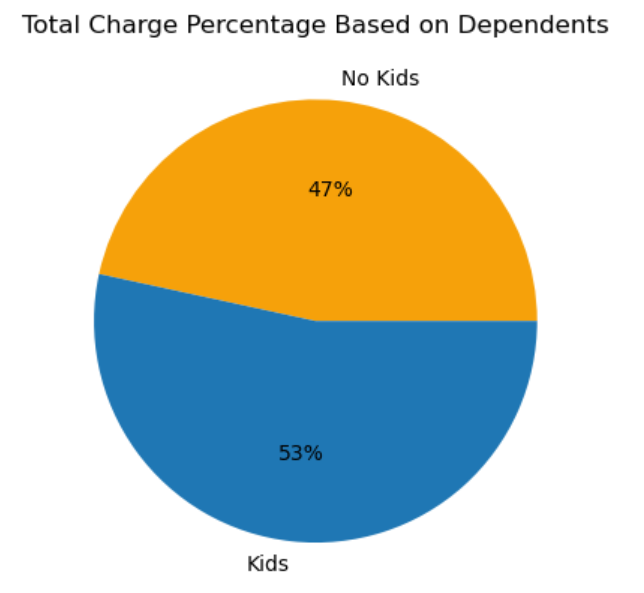 Total Charge Percentage Based on Dependents
No Kids
47%
53%
Kids